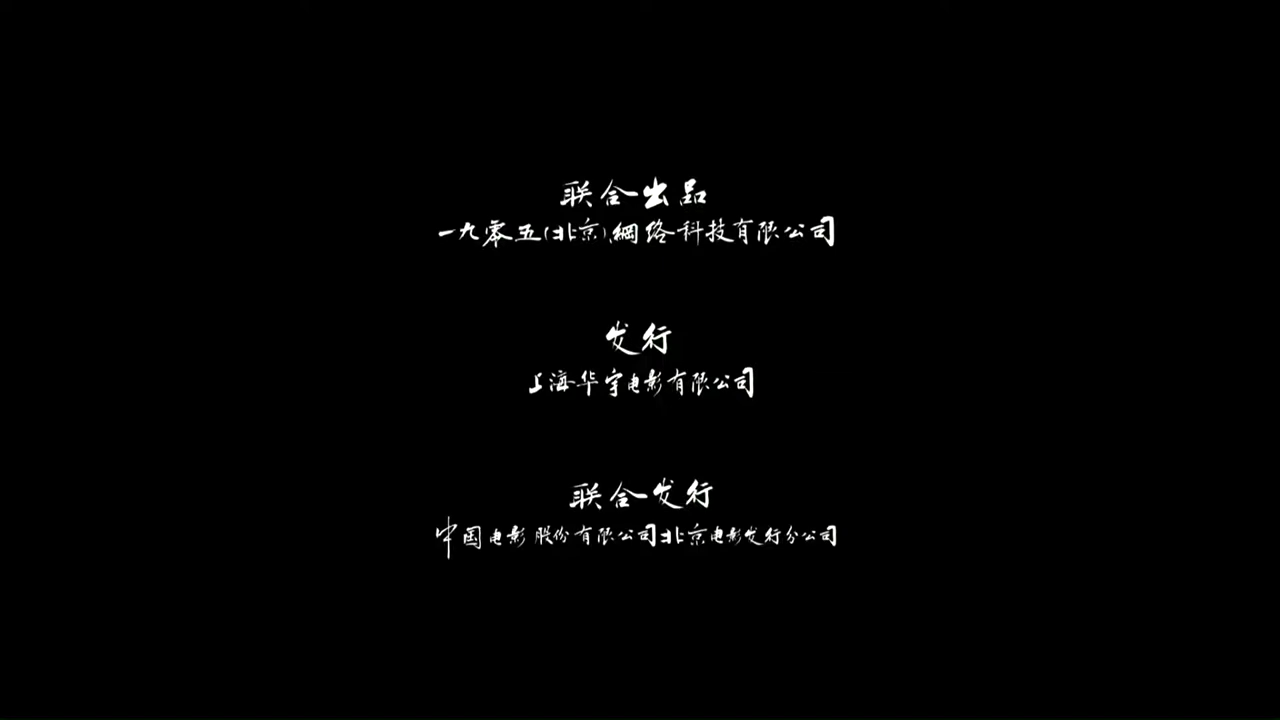 联合出品
一九零五(北京)網络科技有限公司
发行
上海华宇电影有限公司
联合发行
中国电影股份有限公司北京电影发行分公司